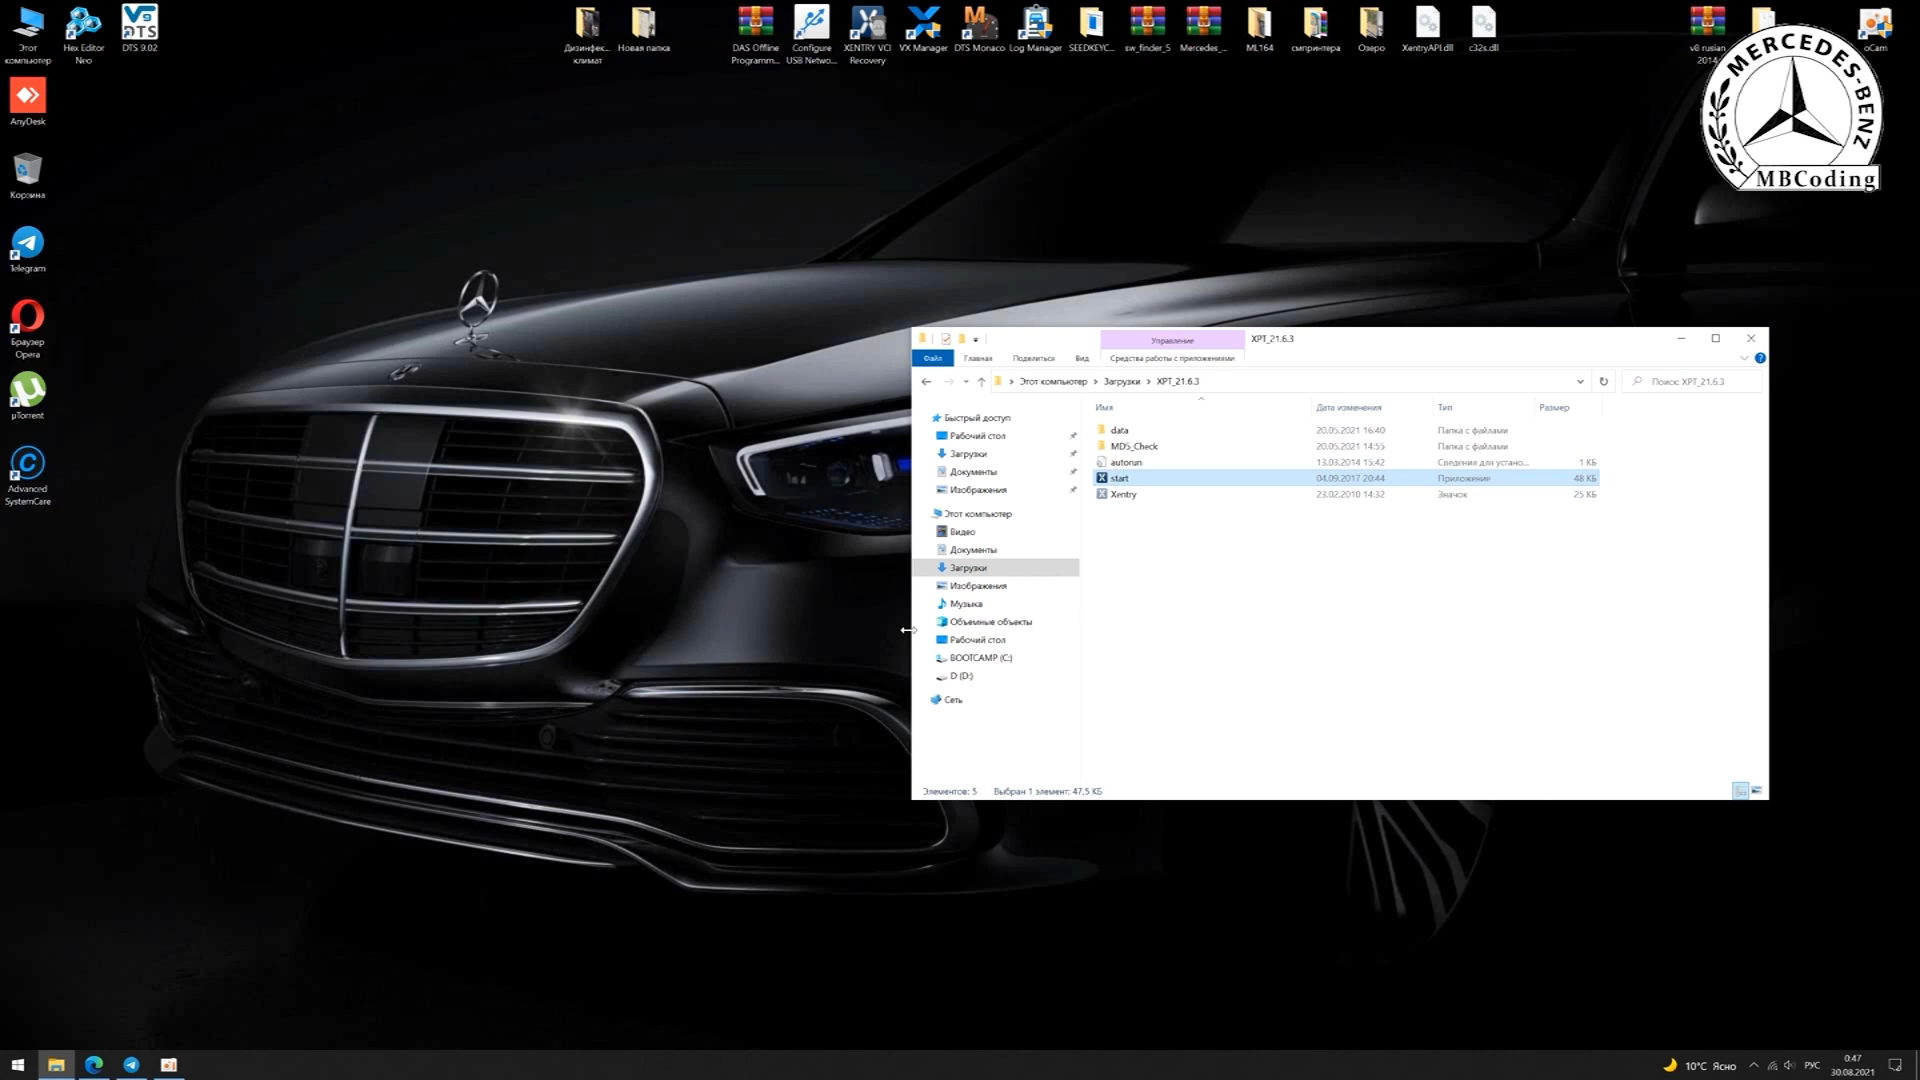 Этот
компьютер
Hex Editor
Neo
V9
DTS
DTS 9.02
Дизинфек...
климат
Новая папка
DAS Offline
Programm...
Configure
USB Netwo...
XENTRY VCI
Recovery
VX Manager
DTS Monaco
Log Manager
SEEDKEYC...
sw_finder_5
Mercedes_...
ML164
смпринтера
Озеро
XentryAPI.dll
c32s.dll
v8 rusian
2014
oCam
MERCEDES-BENZ
MBCoding
AnyDesk
Корзина
Telegram
Браузер
Opera
µTorrent
Advanced
SystemCare
Управление
XPT_21.6.3
Файл
Главная
Поделиться
Вид
Средства работы с приложениями
Этот компьютер
Загрузки
XPT_21.6.3
Поиск: XPT_21.6.3
Имя
Дата изменения
Тип
Размер
data 20.05.2021 16:40 Папка с файлами
MD5_Check 20.05.2021 14:55 Папка с файлами
autorun 13.03.2014 15:42 Сведения для устано... 1 КБ
start 04.09.2017 20:44 Приложение 48 КБ
Xentry 23.02.2010 14:32 Значок 25 КБ
Быстрый доступ
Рабочий стол
Загрузки
Документы
Изображения
Этот компьютер
Видео
Документы
Загрузки
Изображения
Музыка
Объемные объекты
Рабочий стол
BOOTCAMP (C:)
D (D:)
Сеть
Элементов: 5
Выбран 1 элемент: 47,5 КБ
10°C Ясно
РУС
0:47
30.08.2021